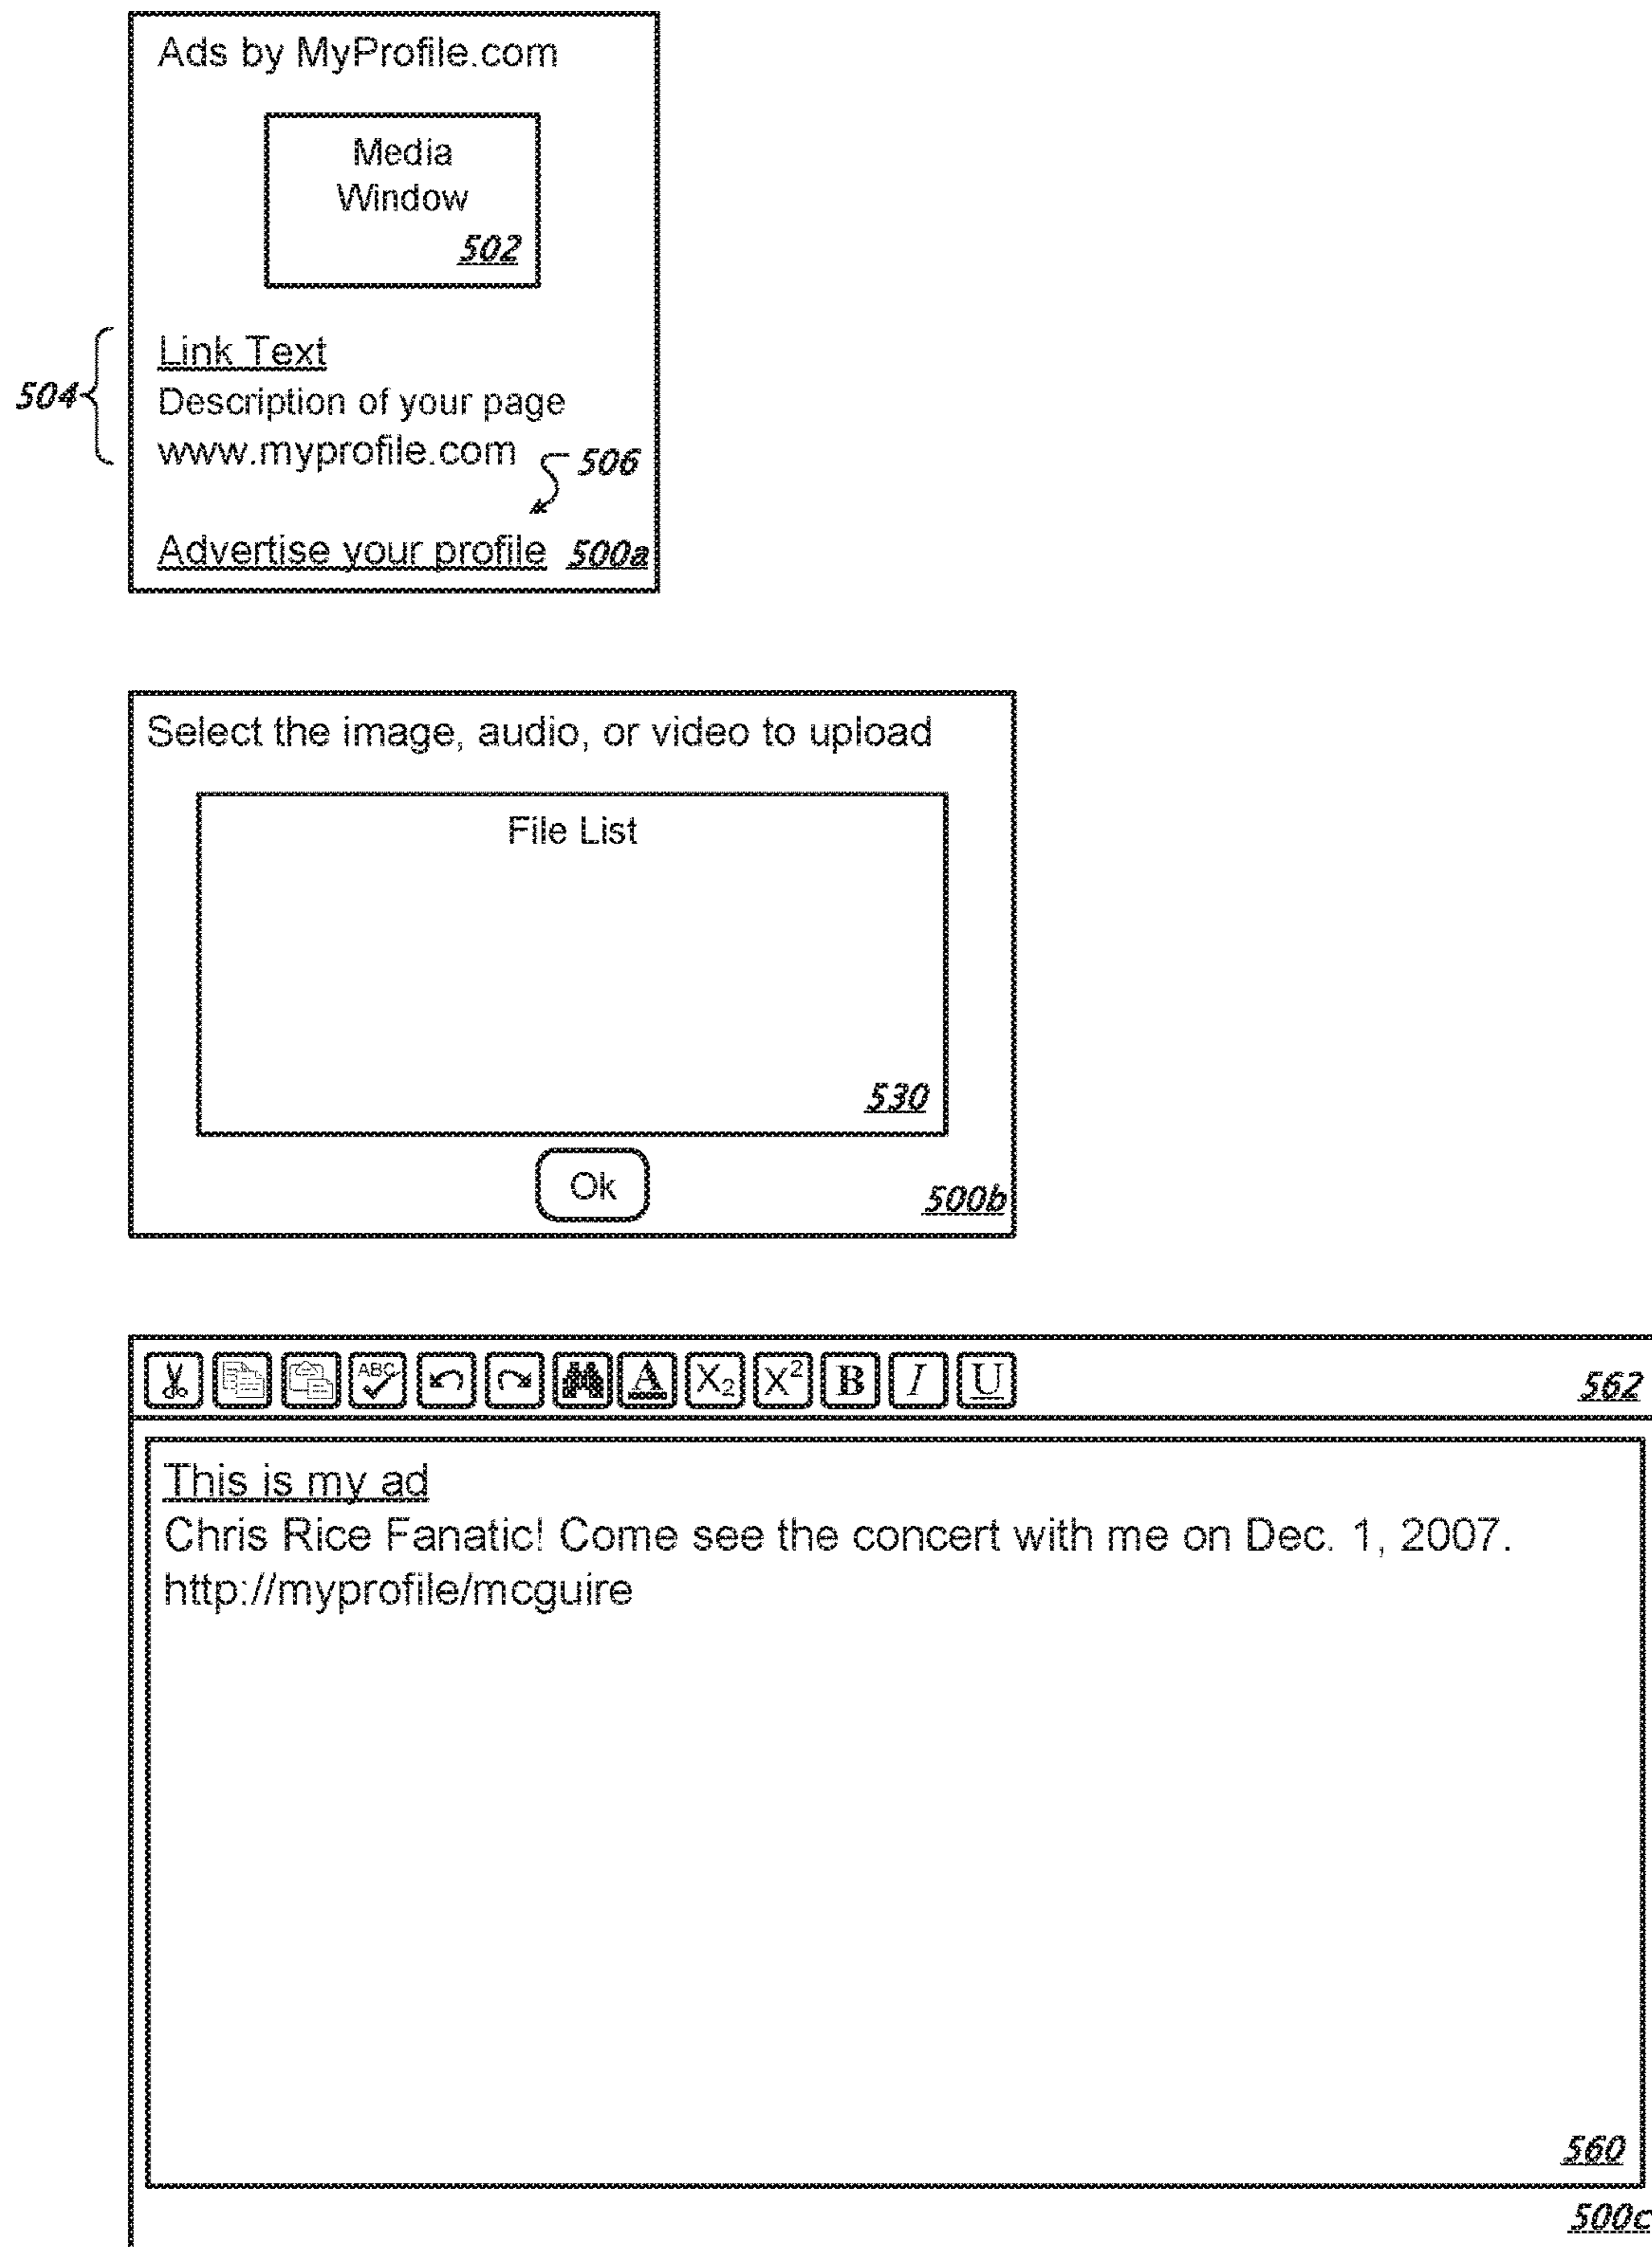 Ads by MyProfile.com
Media
Window
502
Link Text
504
Description of your page
www.myprofile.com
506
Advertise your profile 500a
Select the image, audio, or video to upload
File List
530
Ok
500b
ABC A X₂ X² B I U 562
This is my ad
Chris Rice Fanatic! Come see the concert with me on Dec. 1, 2007.
http://myprofile/mcguire
560
500c